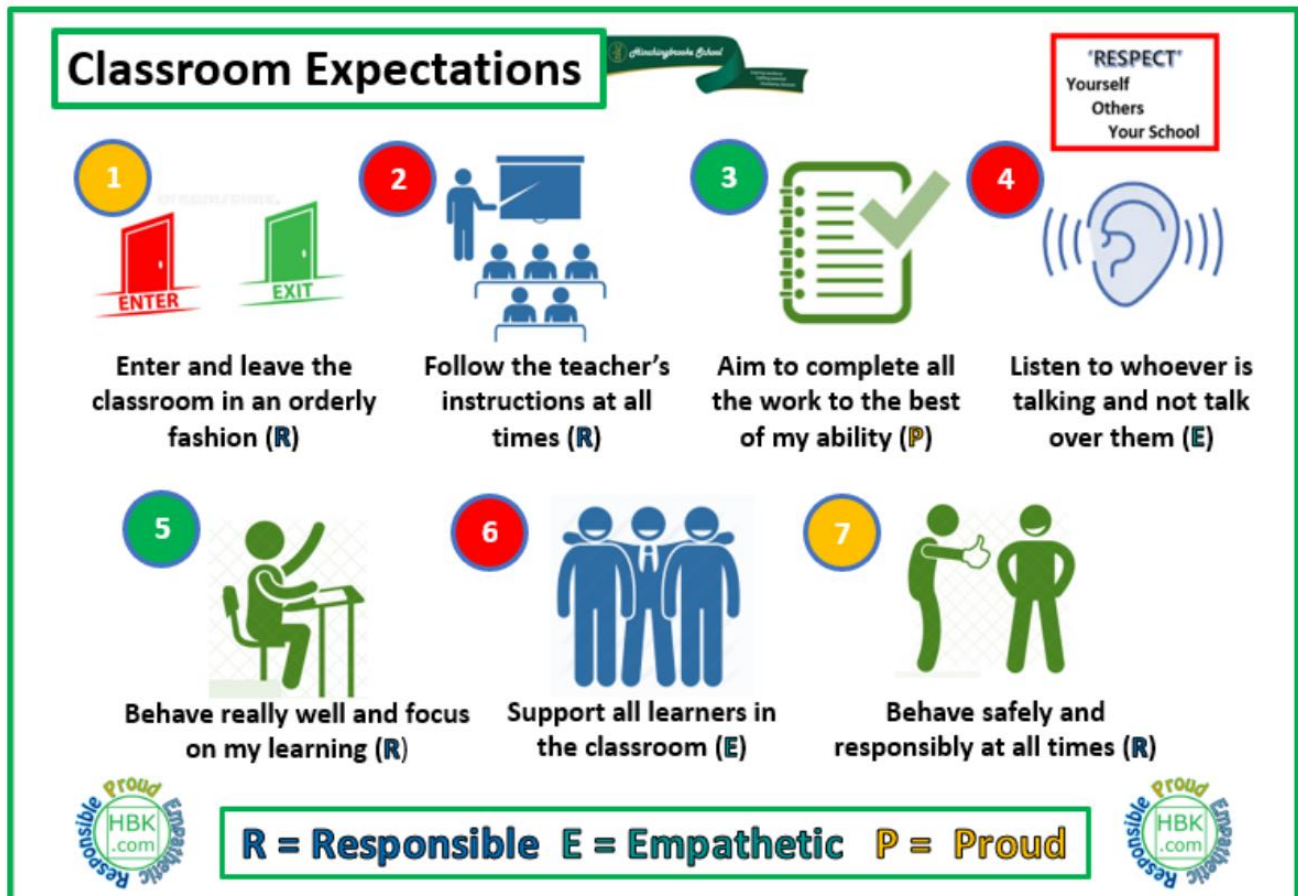 Classroom Expectations
Hinchingbrooke School
'RESPECT'
Yourself
Others
Your School
1
ENTER
EXIT
Enter and leave the
classroom in an orderly
fashion (R)
2
Follow the teacher's
instructions at all
times (R)
3
Aim to complete all
the work to the best
of my ability (P)
4
Listen to whoever is
talking and not talk
over them (E)
5
Behave really well and focus
on my learning (R)
6
Support all learners in
the classroom (E)
7
Behave safely and
responsibly at all times (R)
Responsible Proud Empathetic
HBK
.com
R = Responsible E = Empathetic P = Proud
Responsible Proud Empathetic
HBK
.com